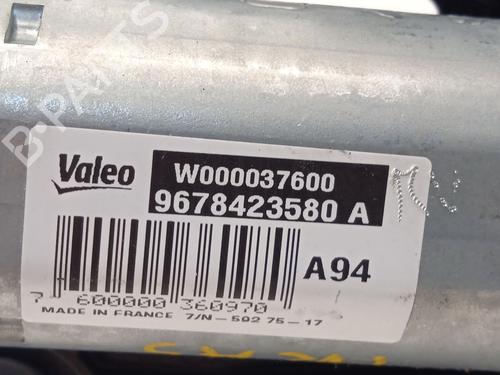 B-PARTS
Valeo
W000037600
9678423580 A
A94
7 600000 360970
MADE IN FRANCE 7/N-592 75-17